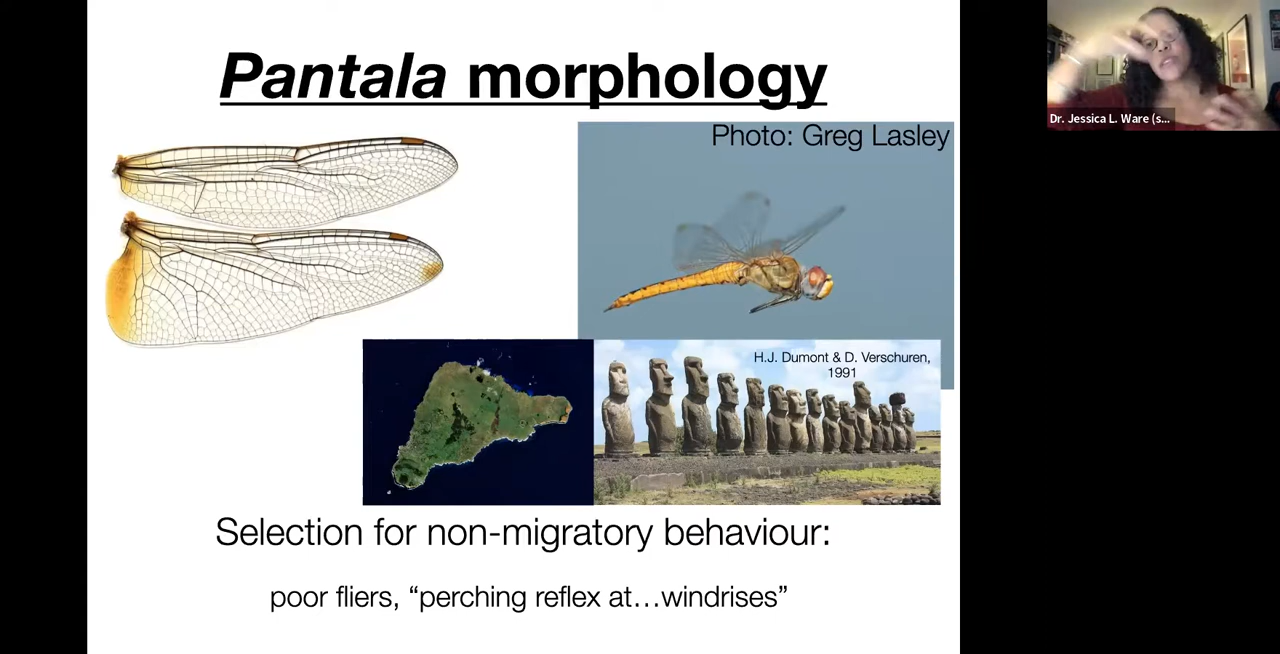 Pantala morphology
Photo: Greg Lasley
H.J. Dumont & D. Verschuren,
1991
Selection for non-migratory behaviour:
poor fliers, “perching reflex at…windrises”
Dr. Jessica L. Ware (s...